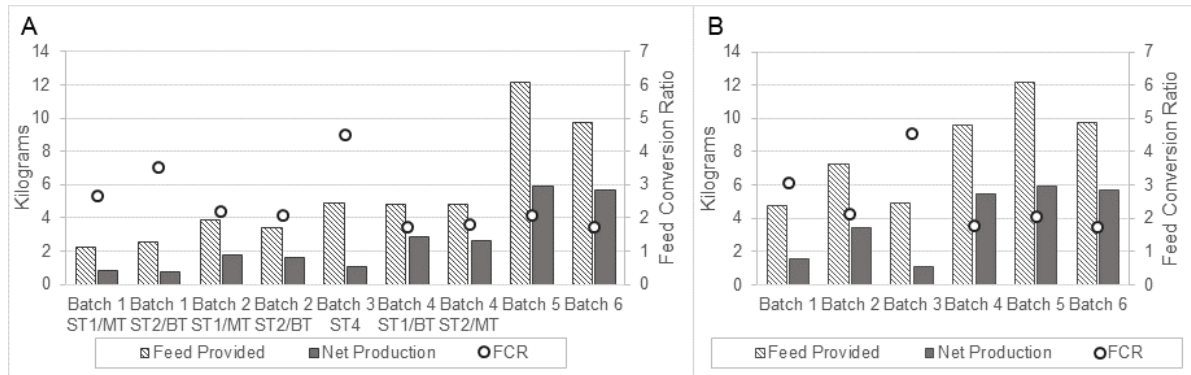 A
14
12
10
8
6
4
2
0
Kilograms
7
6
5
4
3
2
1
0
Feed Conversion Ratio
Batch 1 Batch 1 Batch 2 Batch 2 Batch 3 Batch 4 Batch 4 Batch 5 Batch 6
ST1/MT ST2/BT ST1/MT ST2/BT ST4 ST1/BT ST2/MT
Feed Provided Net Production FCR
B
14
12
10
8
6
4
2
0
Kilograms
7
6
5
4
3
2
1
0
Feed Conversion Ratio
Batch 1 Batch 2 Batch 3 Batch 4 Batch 5 Batch 6
Feed Provided Net Production FCR